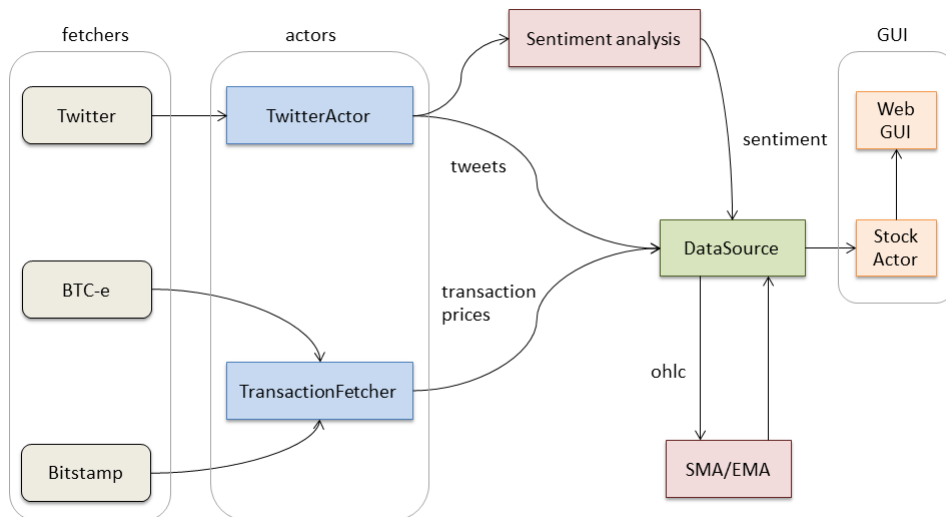 fetchers
actors
GUI
Sentiment analysis
Twitter
TwitterActor
Web
GUI
tweets
sentiment
DataSource
Stock
Actor
BTC-e
transaction
prices
TransactionFetcher
ohlc
Bitstamp
SMA/EMA